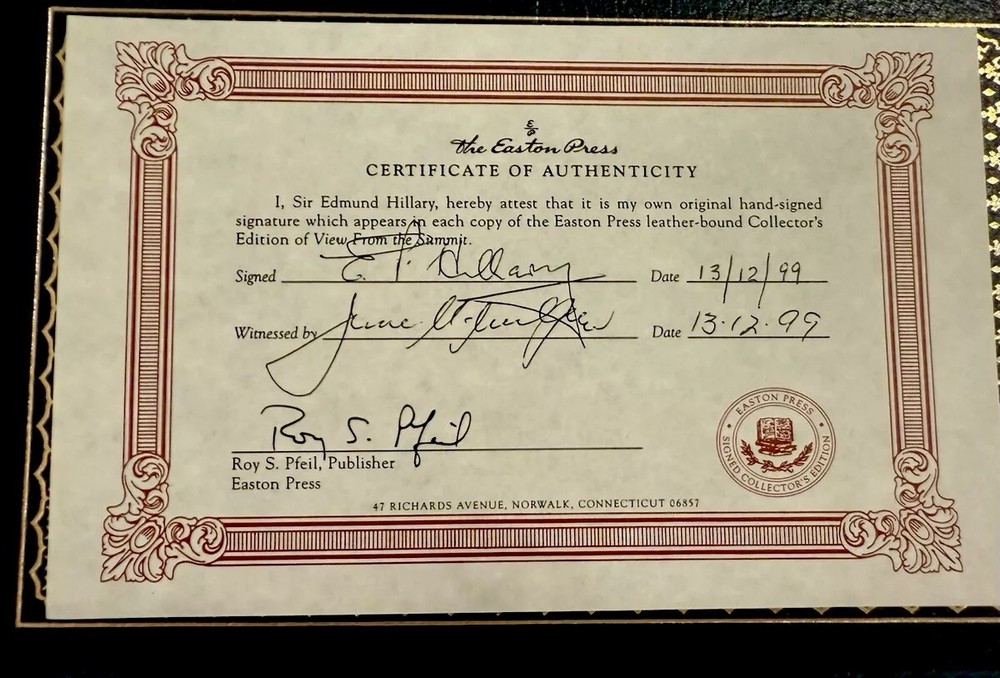 E
P
The Easton Press
CERTIFICATE OF AUTHENTICITY
I, Sir Edmund Hillary, hereby attest that it is my own original hand-signed
signature which appears in each copy of the Easton Press leather-bound Collector's
Edition of View From the Summit.
Signed E. P. Hillary Date 13/12/99
Witnessed by June Date 13.12.99
Roy S. Pfeil
Roy S. Pfeil, Publisher
Easton Press
EASTON PRESS
SIGNED COLLECTOR'S EDITION
47 RICHARDS AVENUE, NORWALK, CONNECTICUT 06857